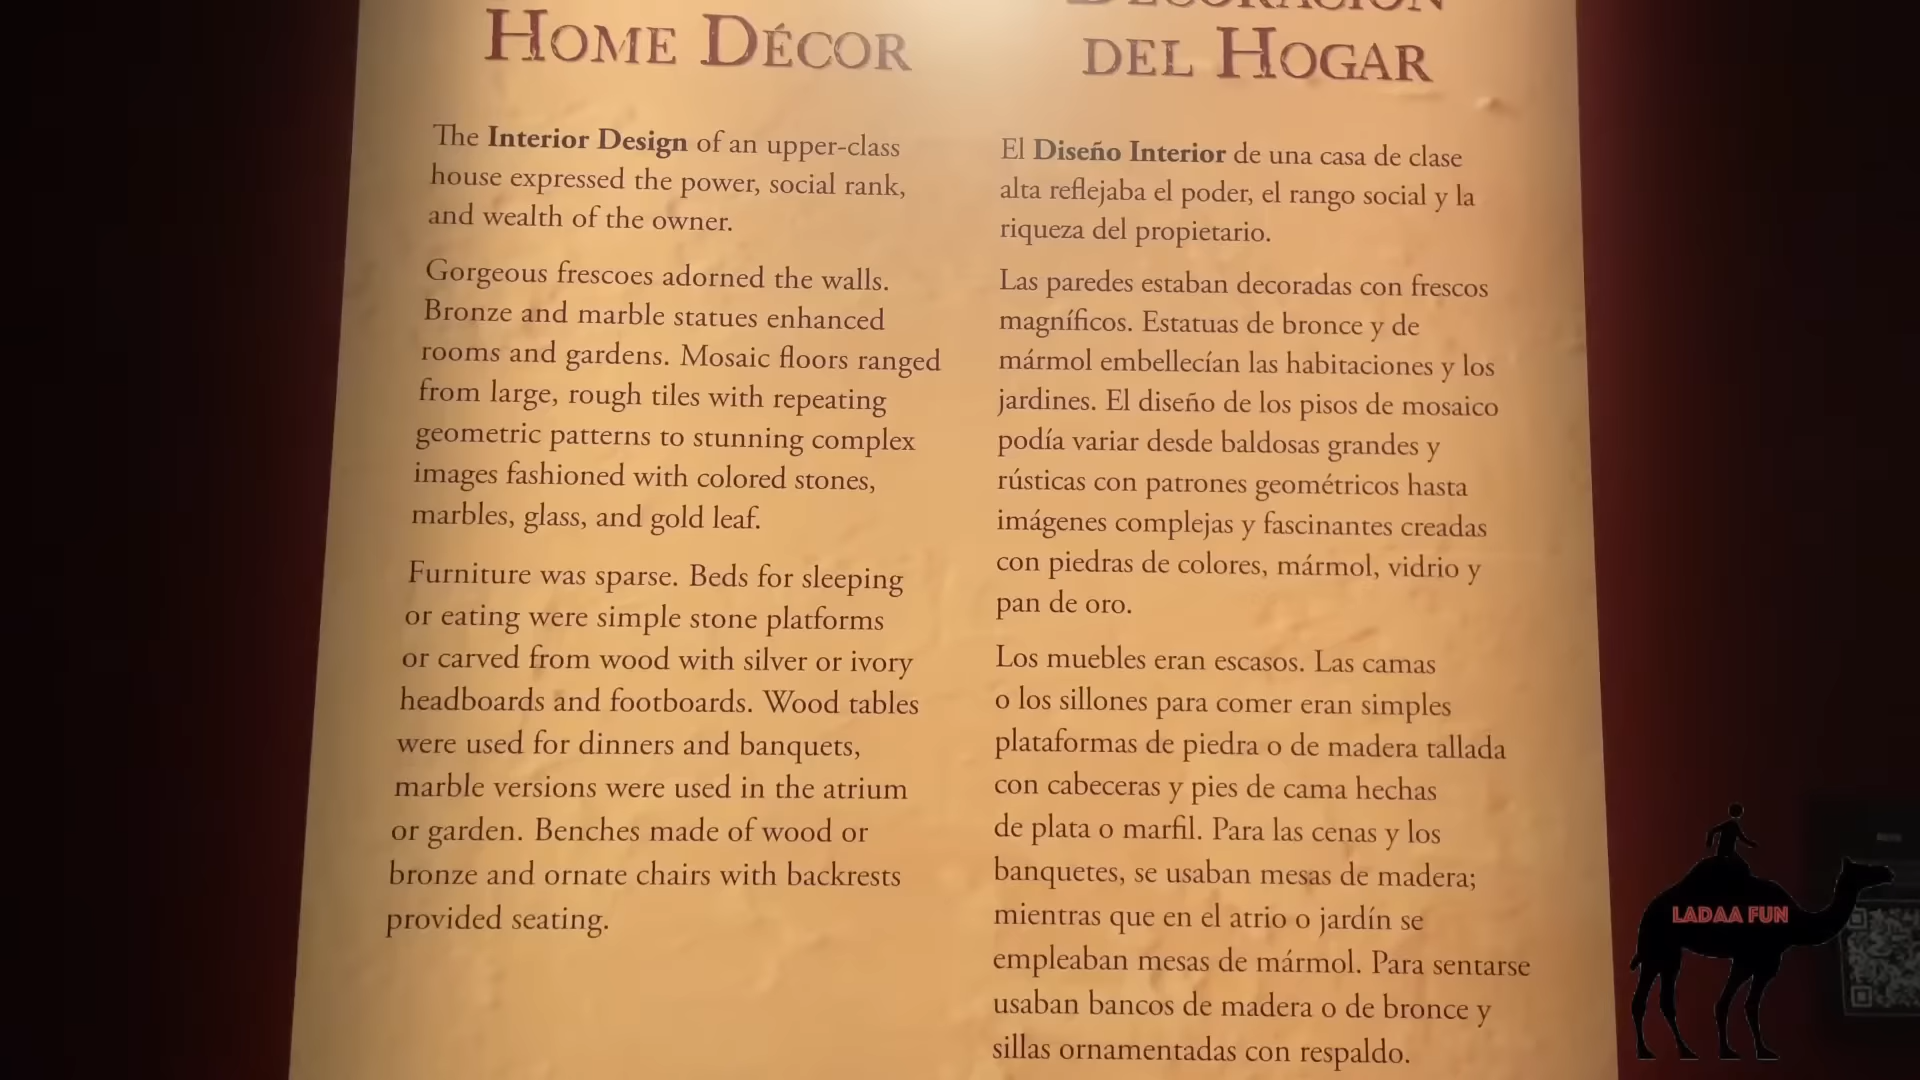 HOME DÉCOR
The Interior Design of an upper-class
house expressed the power, social rank,
and wealth of the owner.
Gorgeous frescoes adorned the walls.
Bronze and marble statues enhanced
rooms and gardens. Mosaic floors ranged
from large, rough tiles with repeating
geometric patterns to stunning complex
images fashioned with colored stones,
marbles, glass, and gold leaf.
Furniture was sparse. Beds for sleeping
or eating were simple stone platforms
or carved from wood with silver or ivory
headboards and footboards. Wood tables
were used for dinners and banquets,
marble versions were used in the atrium
or garden. Benches made of wood or
bronze and ornate chairs with backrests
provided seating.
DECORACIÓN
DEL HOGAR
El Diseño Interior de una casa de clase
alta reflejaba el poder, el rango social y la
riqueza del propietario.
Las paredes estaban decoradas con frescos
magníficos. Estatuas de bronce y de
mármol embellecían las habitaciones y los
jardines. El diseño de los pisos de mosaico
podía variar desde baldosas grandes y
rústicas con patrones geométricos hasta
imágenes complejas y fascinantes creadas
con piedras de colores, mármol, vidrio y
pan de oro.
Los muebles eran escasos. Las camas
o los sillones para comer eran simples
plataformas de piedra o de madera tallada
con cabeceras y pies de cama hechas
de plata o marfil. Para las cenas y los
banquetes, se usaban mesas de madera;
mientras que en el atrio o jardín se
empleaban mesas de mármol. Para sentarse
usaban bancos de madera o de bronce y
sillas ornamentadas con respaldo.
LADAA FUN